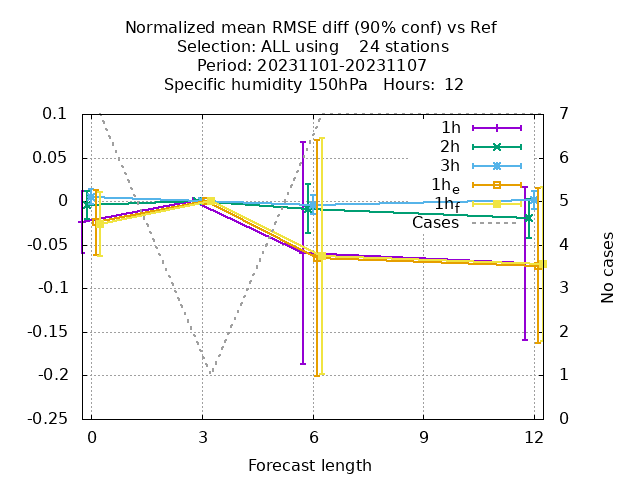 Normalized mean RMSE diff (90% conf) vs Ref
Selection: ALL using    24 stations
Period: 20231101-20231107
Specific humidity 150hPa   Hours:  12
0.1
0.05
0
-0.05
-0.1
-0.15
-0.2
-0.25
1h
2h
3h
1he
1hf
Cases
7
6
5
4
3
2
1
0
No cases
0 3 6 9 12
Forecast length